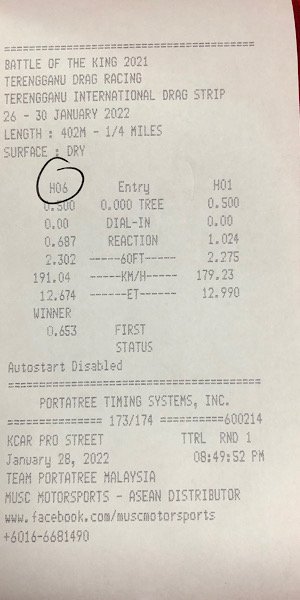 ==============================
BATTLE OF THE KING 2021
TERENGGANU DRAG RACING
TERENGGANU INTERNATIONAL DRAG STRIP
26 - 30 JANUARY 2022
LENGTH : 402M - 1/4 MILES
SURFACE : DRY
H06 Entry H01
0.500 0.000 TREE 0.500
0.00 DIAL-IN 0.00
0.687 REACTION 1.024
2.302 -----60FT----- 2.275
191.04 -----KM/H----- 179.23
12.674 ------ET------ 12.990
WINNER
0.653 FIRST
STATUS
Autostart Disabled
==============================
PORTATREE TIMING SYSTEMS, INC.
============== 173/174 ==========600214
KCAR PRO STREET TTRL RND 1
January 28, 2022 08:49:52 PM
TEAM PORTATREE MALAYSIA
MUSC MOTORSPORTS - ASEAN DISTRIBUTOR
www.facebook.com/muscmotorsports
+6016-6681490